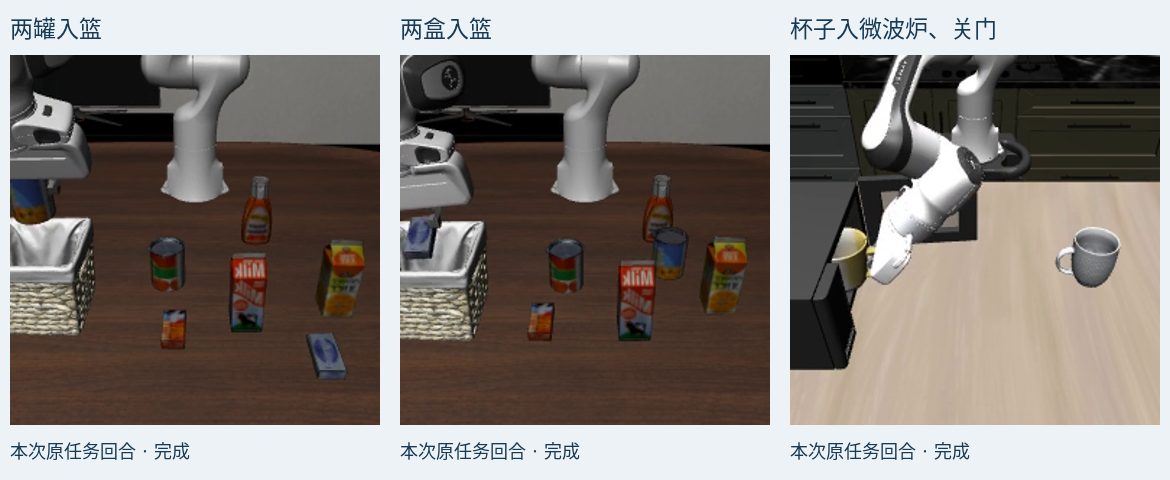 两罐入篮
两盒入篮
杯子入微波炉、关门
Milk
本次原任务回合 · 完成
本次原任务回合 · 完成
本次原任务回合 · 完成